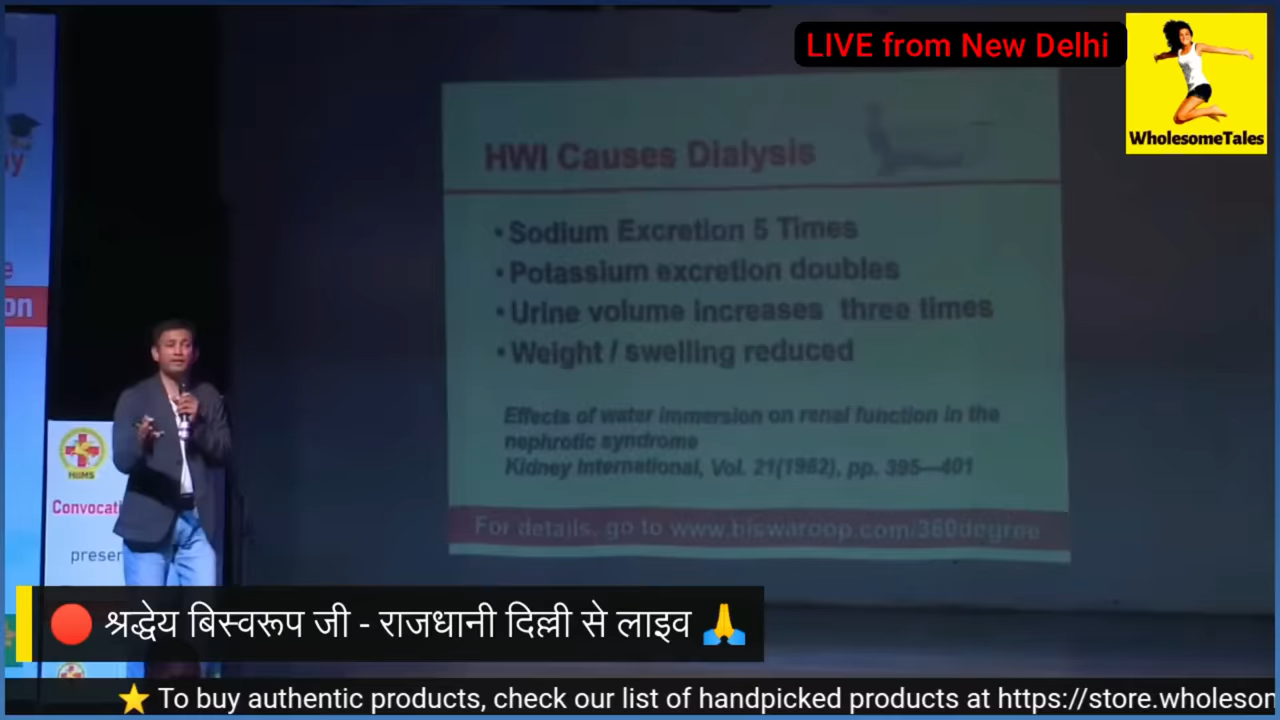 LIVE from New Delhi
WholesomeTales
HWI Causes Dialysis
• Sodium Excretion 5 Times
• Potassium excretion doubles
• Urine volume increases three times
• Weight / swelling reduced
Effects of water immersion on renal function in the
nephrotic syndrome
Kidney International, Vol. 21(1982), pp. 395—401
For details, go to www.biswaroop.com/360degree
on
HIIMS
Convocati
presen
🔴 श्रद्धेय बिस्वरूप जी - राजधानी दिल्ली से लाइव 🙏
⭐ To buy authentic products, check our list of handpicked products at https://store.wholeson